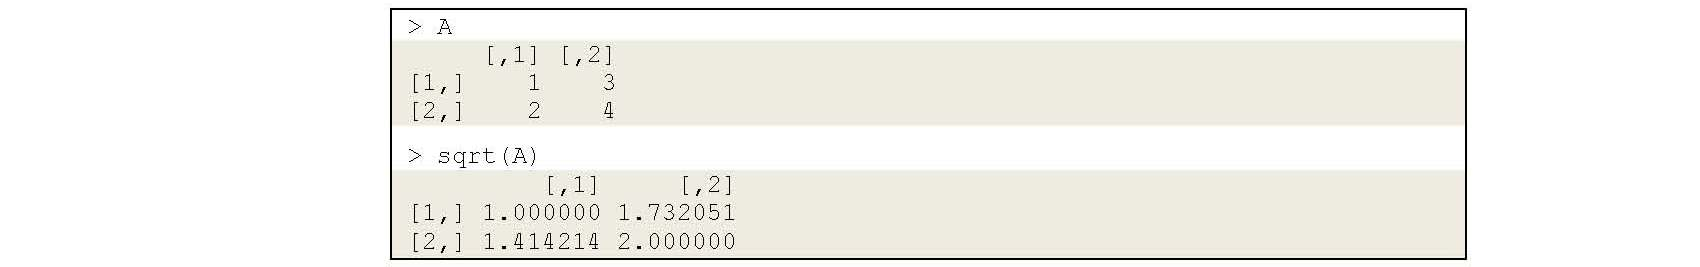 > A
     [,1] [,2]
[1,]    1    3
[2,]    2    4
> sqrt(A)
         [,1]     [,2]
[1,] 1.000000 1.732051
[2,] 1.414214 2.000000